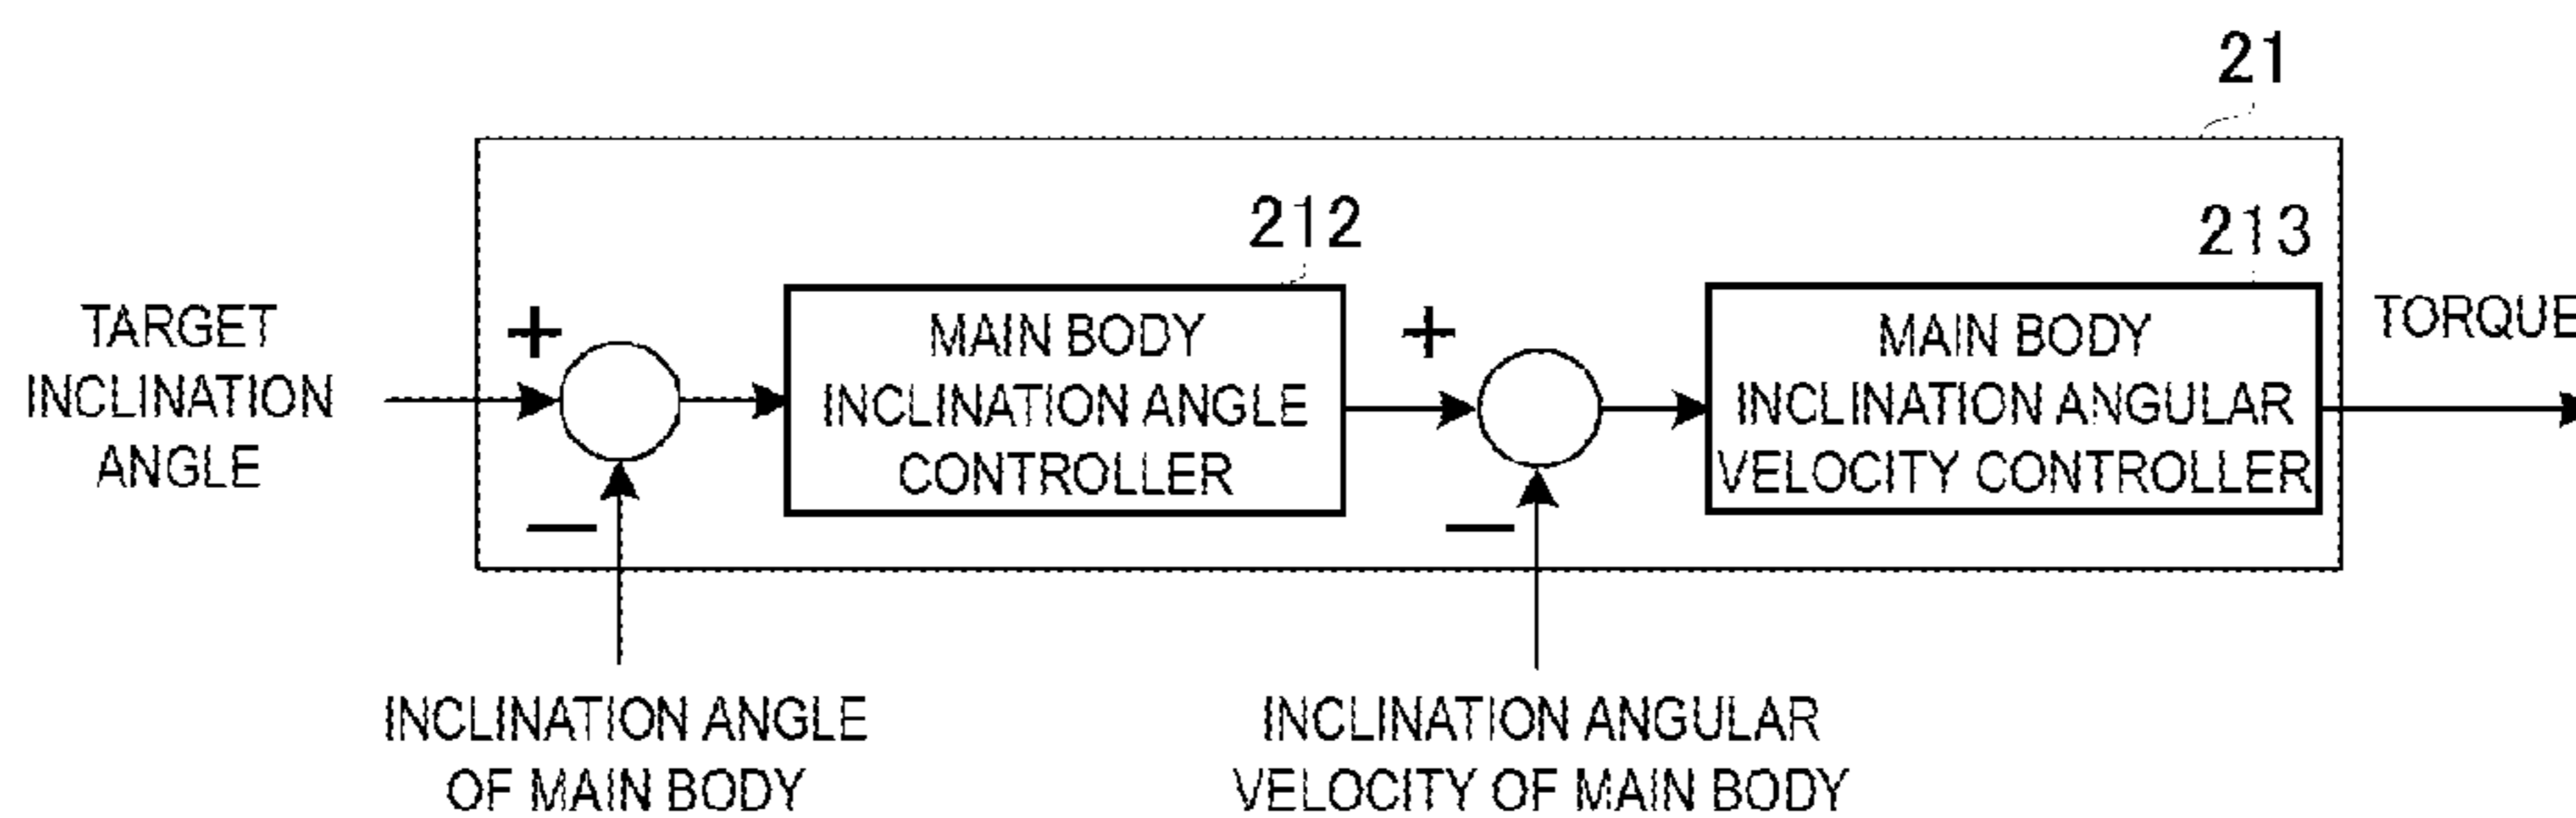 21
212
213
TARGET
INCLINATION
ANGLE
+
−
MAIN BODY
INCLINATION ANGLE
CONTROLLER
+
−
MAIN BODY
INCLINATION ANGULAR
VELOCITY CONTROLLER
TORQUE
INCLINATION ANGLE
OF MAIN BODY
INCLINATION ANGULAR
VELOCITY OF MAIN BODY